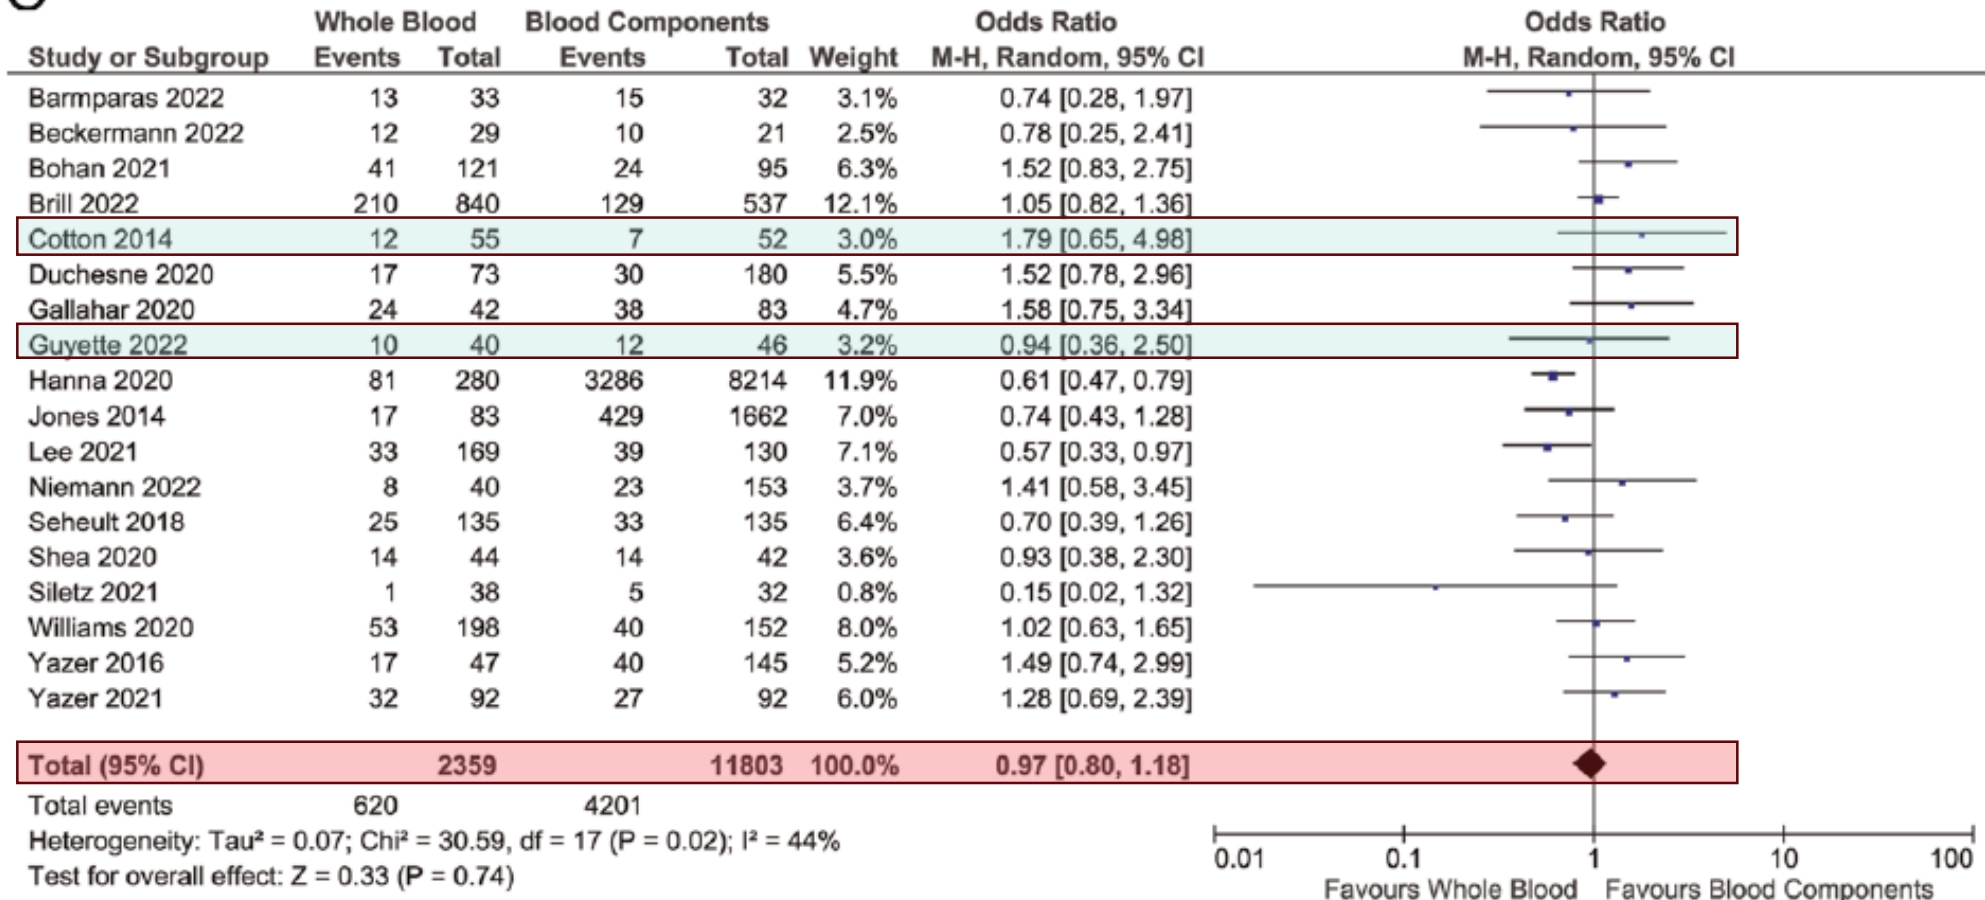 Whole Blood Blood Components Odds Ratio Odds Ratio
Study or Subgroup Events Total Events Total Weight M-H, Random, 95% CI M-H, Random, 95% CI
Barmparas 2022 13 33 15 32 3.1% 0.74 [0.28, 1.97]
Beckermann 2022 12 29 10 21 2.5% 0.78 [0.25, 2.41]
Bohan 2021 41 121 24 95 6.3% 1.52 [0.83, 2.75]
Brill 2022 210 840 129 537 12.1% 1.05 [0.82, 1.36]
Cotton 2014 12 55 7 52 3.0% 1.79 [0.65, 4.98]
Duchesne 2020 17 73 30 180 5.5% 1.52 [0.78, 2.96]
Gallahar 2020 24 42 38 83 4.7% 1.58 [0.75, 3.34]
Guyette 2022 10 40 12 46 3.2% 0.94 [0.36, 2.50]
Hanna 2020 81 280 3286 8214 11.9% 0.61 [0.47, 0.79]
Jones 2014 17 83 429 1662 7.0% 0.74 [0.43, 1.28]
Lee 2021 33 169 39 130 7.1% 0.57 [0.33, 0.97]
Niemann 2022 8 40 23 153 3.7% 1.41 [0.58, 3.45]
Seheult 2018 25 135 33 135 6.4% 0.70 [0.39, 1.26]
Shea 2020 14 44 14 42 3.6% 0.93 [0.38, 2.30]
Siletz 2021 1 38 5 32 0.8% 0.15 [0.02, 1.32]
Williams 2020 53 198 40 152 8.0% 1.02 [0.63, 1.65]
Yazer 2016 17 47 40 145 5.2% 1.49 [0.74, 2.99]
Yazer 2021 32 92 27 92 6.0% 1.28 [0.69, 2.39]
Total (95% CI) 2359 11803 100.0% 0.97 [0.80, 1.18]
Total events 620 4201
Heterogeneity: Tau² = 0.07; Chi² = 30.59, df = 17 (P = 0.02); I² = 44%
Test for overall effect: Z = 0.33 (P = 0.74)
0.01 0.1 1 10 100
Favours Whole Blood Favours Blood Components